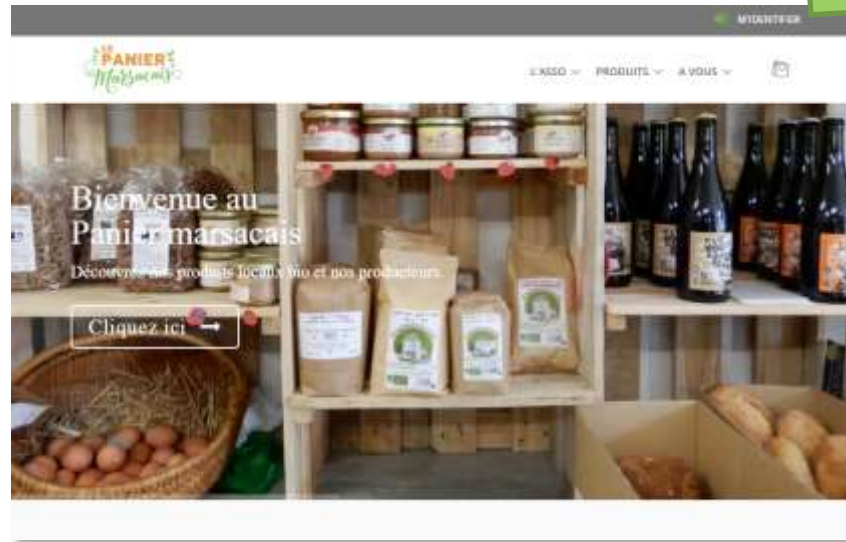 M'IDENTIFIER
LE
PANIER
Marsacais
L'ASSO
PRODUITS
A VOUS
Bienvenue au
Panier marsacais
Découvrez nos produits locaux bio et nos producteurs.
Cliquez ici →